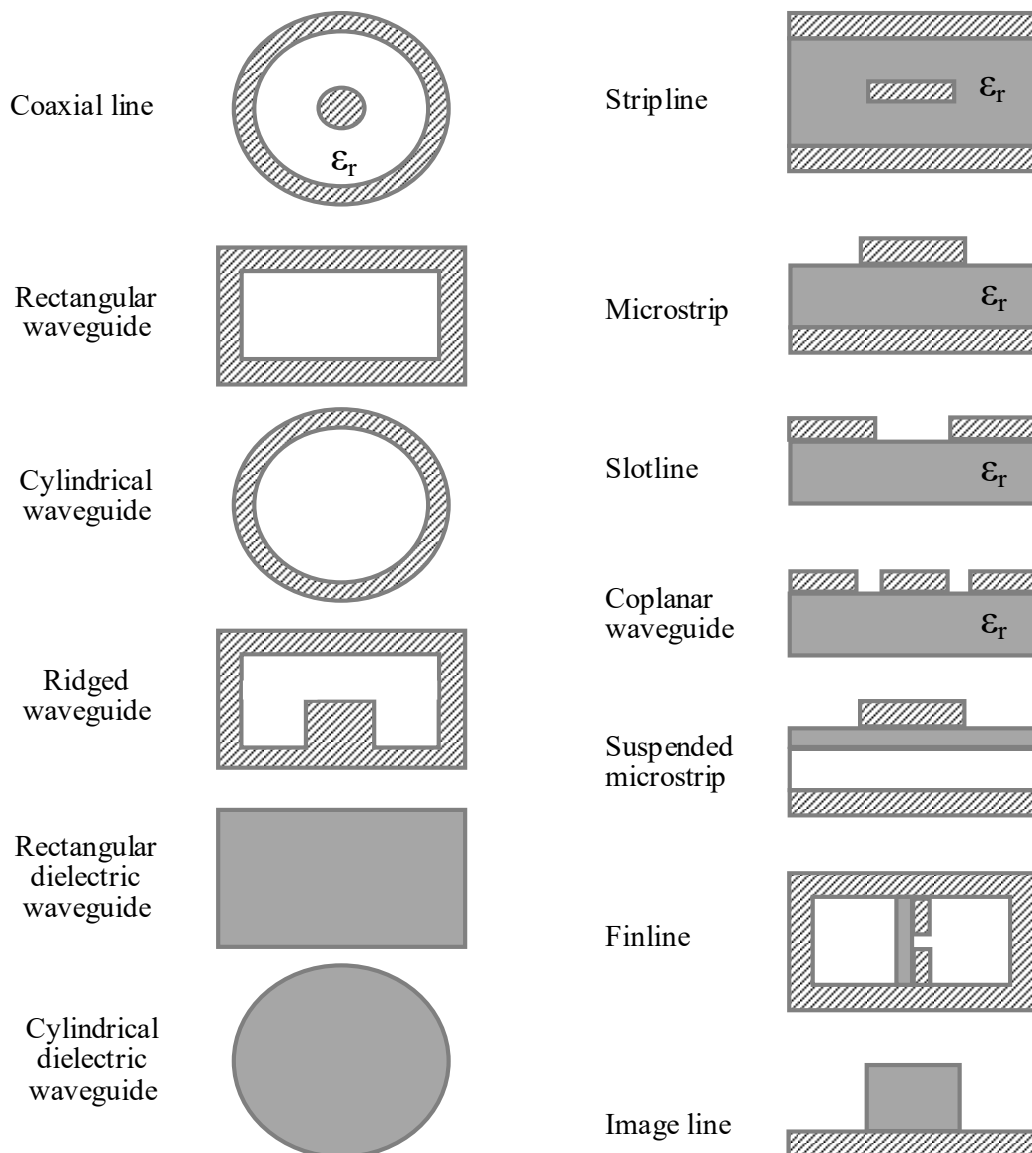 Coaxial line
εr
Rectangular
waveguide
Cylindrical
waveguide
Ridged
waveguide
Rectangular
dielectric
waveguide
Cylindrical
dielectric
waveguide
Stripline
εr
Microstrip
εr
Slotline
εr
Coplanar
waveguide
εr
Suspended
microstrip
Finline
Image line